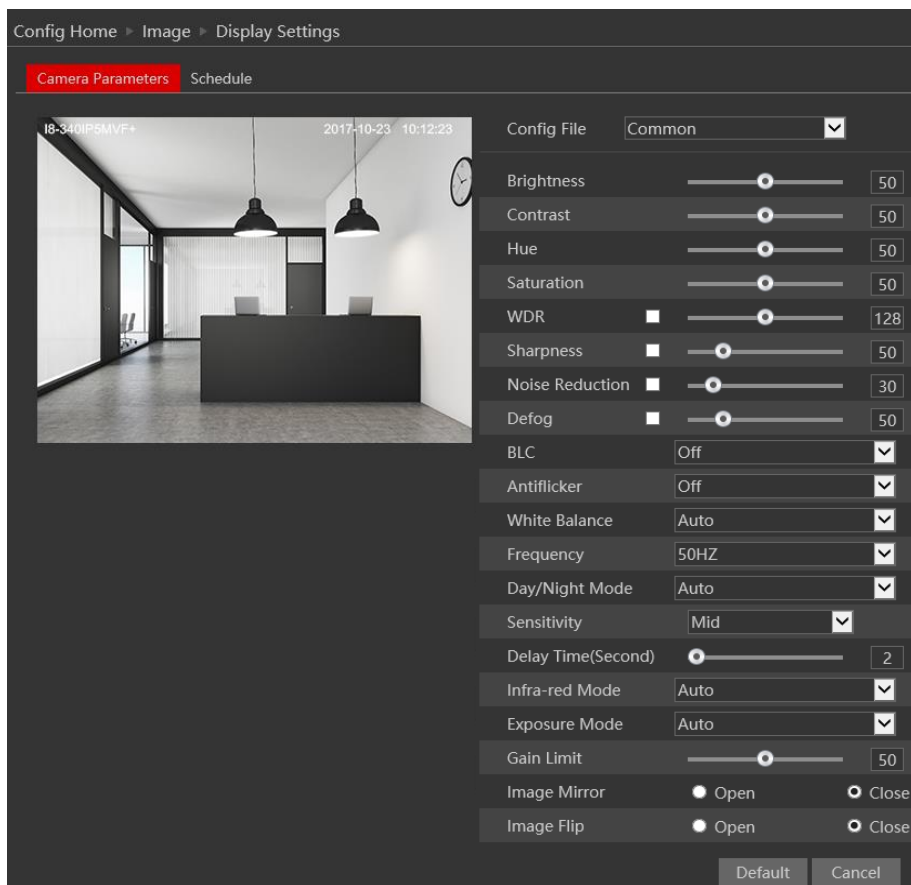 Config Home ▸ Image ▸ Display Settings
Camera Parameters Schedule
I8-340IP5MVF+ 2017-10-23 10:12:23
Config File Common
Brightness 50
Contrast 50
Hue 50
Saturation 50
WDR 128
Sharpness 50
Noise Reduction 30
Defog 50
BLC Off
Antiflicker Off
White Balance Auto
Frequency 50HZ
Day/Night Mode Auto
Sensitivity Mid
Delay Time(Second) 2
Infra-red Mode Auto
Exposure Mode Auto
Gain Limit 50
Image Mirror Open Close
Image Flip Open Close
Default Cancel